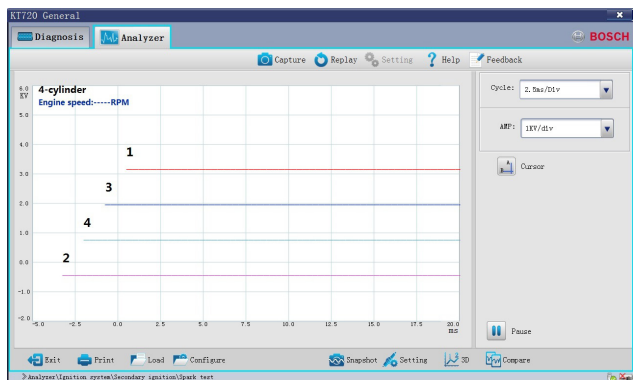 KT720 General
Diagnosis Analyzer BOSCH
Capture Replay Setting Help Feedback
6.0 4-cylinder
KV Engine speed:-----RPM
5.0
4.0
3.0
2.0
1.0
0.0
-1.0
-2.0
1
3
4
2
-5.0 -2.5 0.0 2.5 5.0 7.5 10.0 12.5 15.0 17.5 20.0
ms
Cycle: 2.5ms/Div
AMP: 1KV/div
Cursor
Pause
Exit Print Load Configure Snapshot Setting 3D Compare
>Analyzer\Ignition system\Secondary ignition\Spark test